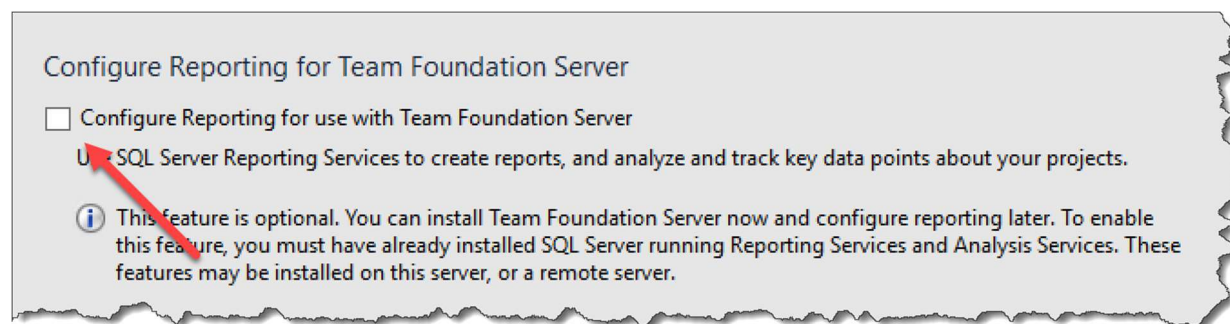 Configure Reporting for Team Foundation Server
Configure Reporting for use with Team Foundation Server
Use SQL Server Reporting Services to create reports, and analyze and track key data points about your projects.
This feature is optional. You can install Team Foundation Server now and configure reporting later. To enable
this feature, you must have already installed SQL Server running Reporting Services and Analysis Services. These
features may be installed on this server, or a remote server.